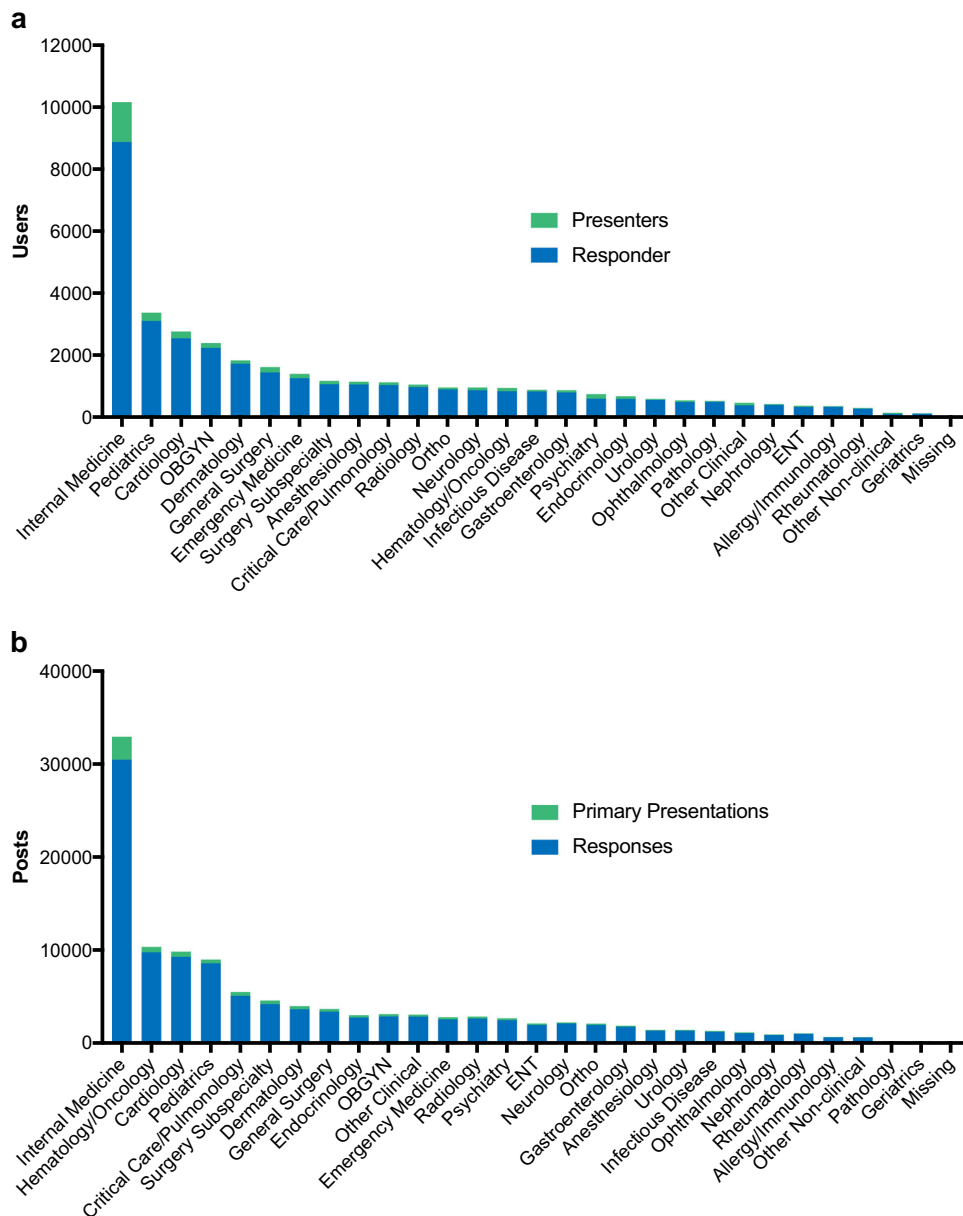 a
12000
10000
8000
6000
4000
2000
0
Users
Presenters
Responder
Internal Medicine
Pediatrics
Cardiology
OBGYN
Dermatology
General Surgery
Emergency Medicine
Surgery Subspecialty
Anesthesiology
Critical Care/Pulmonology
Radiology
Ortho
Neurology
Hematology/Oncology
Infectious Disease
Gastroenterology
Psychiatry
Endocrinology
Urology
Ophthalmology
Pathology
Other Clinical
Nephrology
ENT
Allergy/Immunology
Rheumatology
Other Non-clinical
Geriatrics
Missing
b
40000
30000
20000
10000
0
Posts
Primary Presentations
Responses
Internal Medicine
Hematology/Oncology
Cardiology
Pediatrics
Critical Care/Pulmonology
Surgery Subspecialty
Dermatology
General Surgery
Endocrinology
OBGYN
Other Clinical
Emergency Medicine
Radiology
Psychiatry
ENT
Neurology
Ortho
Gastroenterology
Anesthesiology
Urology
Infectious Disease
Ophthalmology
Nephrology
Rheumatology
Allergy/Immunology
Other Non-clinical
Pathology
Geriatrics
Missing